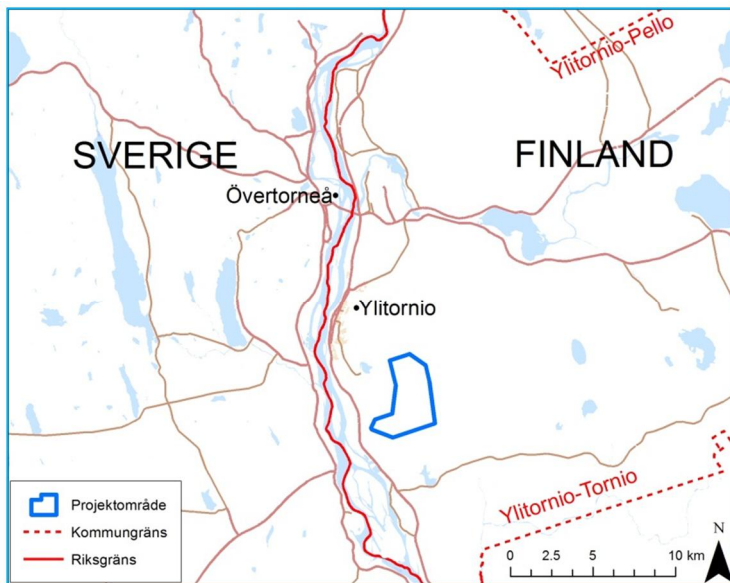 Ylitornio-Pello
SVERIGE
FINLAND
Övertorneå
Ylitornio
Ylitornio-Tornio
Projektområde
Kommungräns
Riksgräns
0 2.5 5 10 km
N